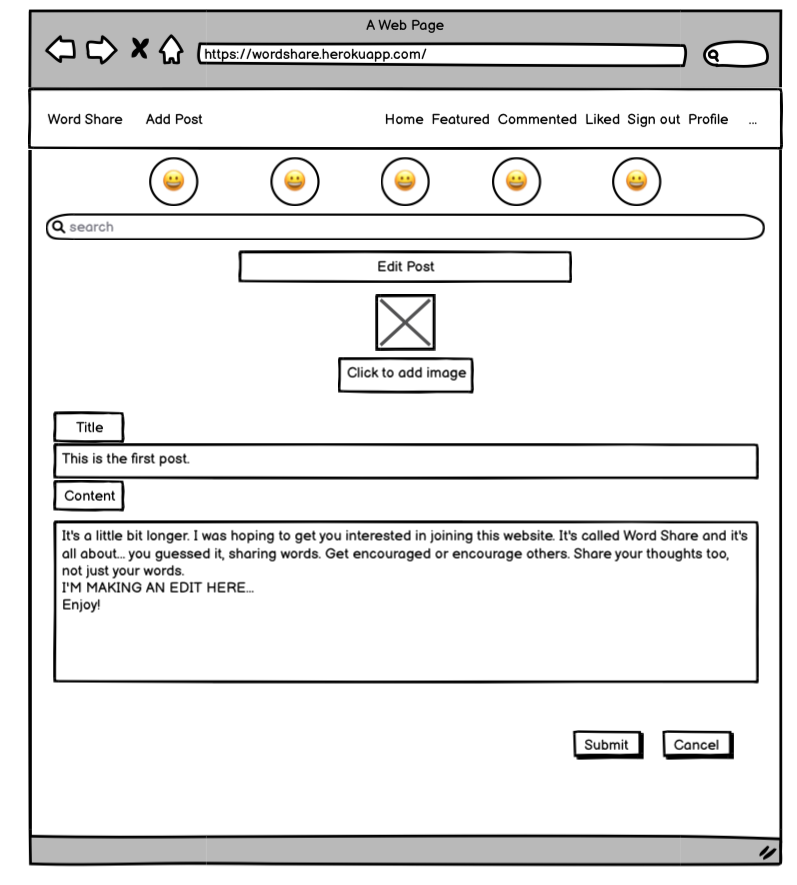 A Web Page
https://wordshare.herokuapp.com/
Word Share Add Post Home Featured Commented Liked Sign out Profile ...
search
Edit Post
Click to add image
Title
This is the first post.
Content
It's a little bit longer. I was hoping to get you interested in joining this website. It's called Word Share and it's
all about... you guessed it, sharing words. Get encouraged or encourage others. Share your thoughts too,
not just your words.
I'M MAKING AN EDIT HERE...
Enjoy!
Submit Cancel